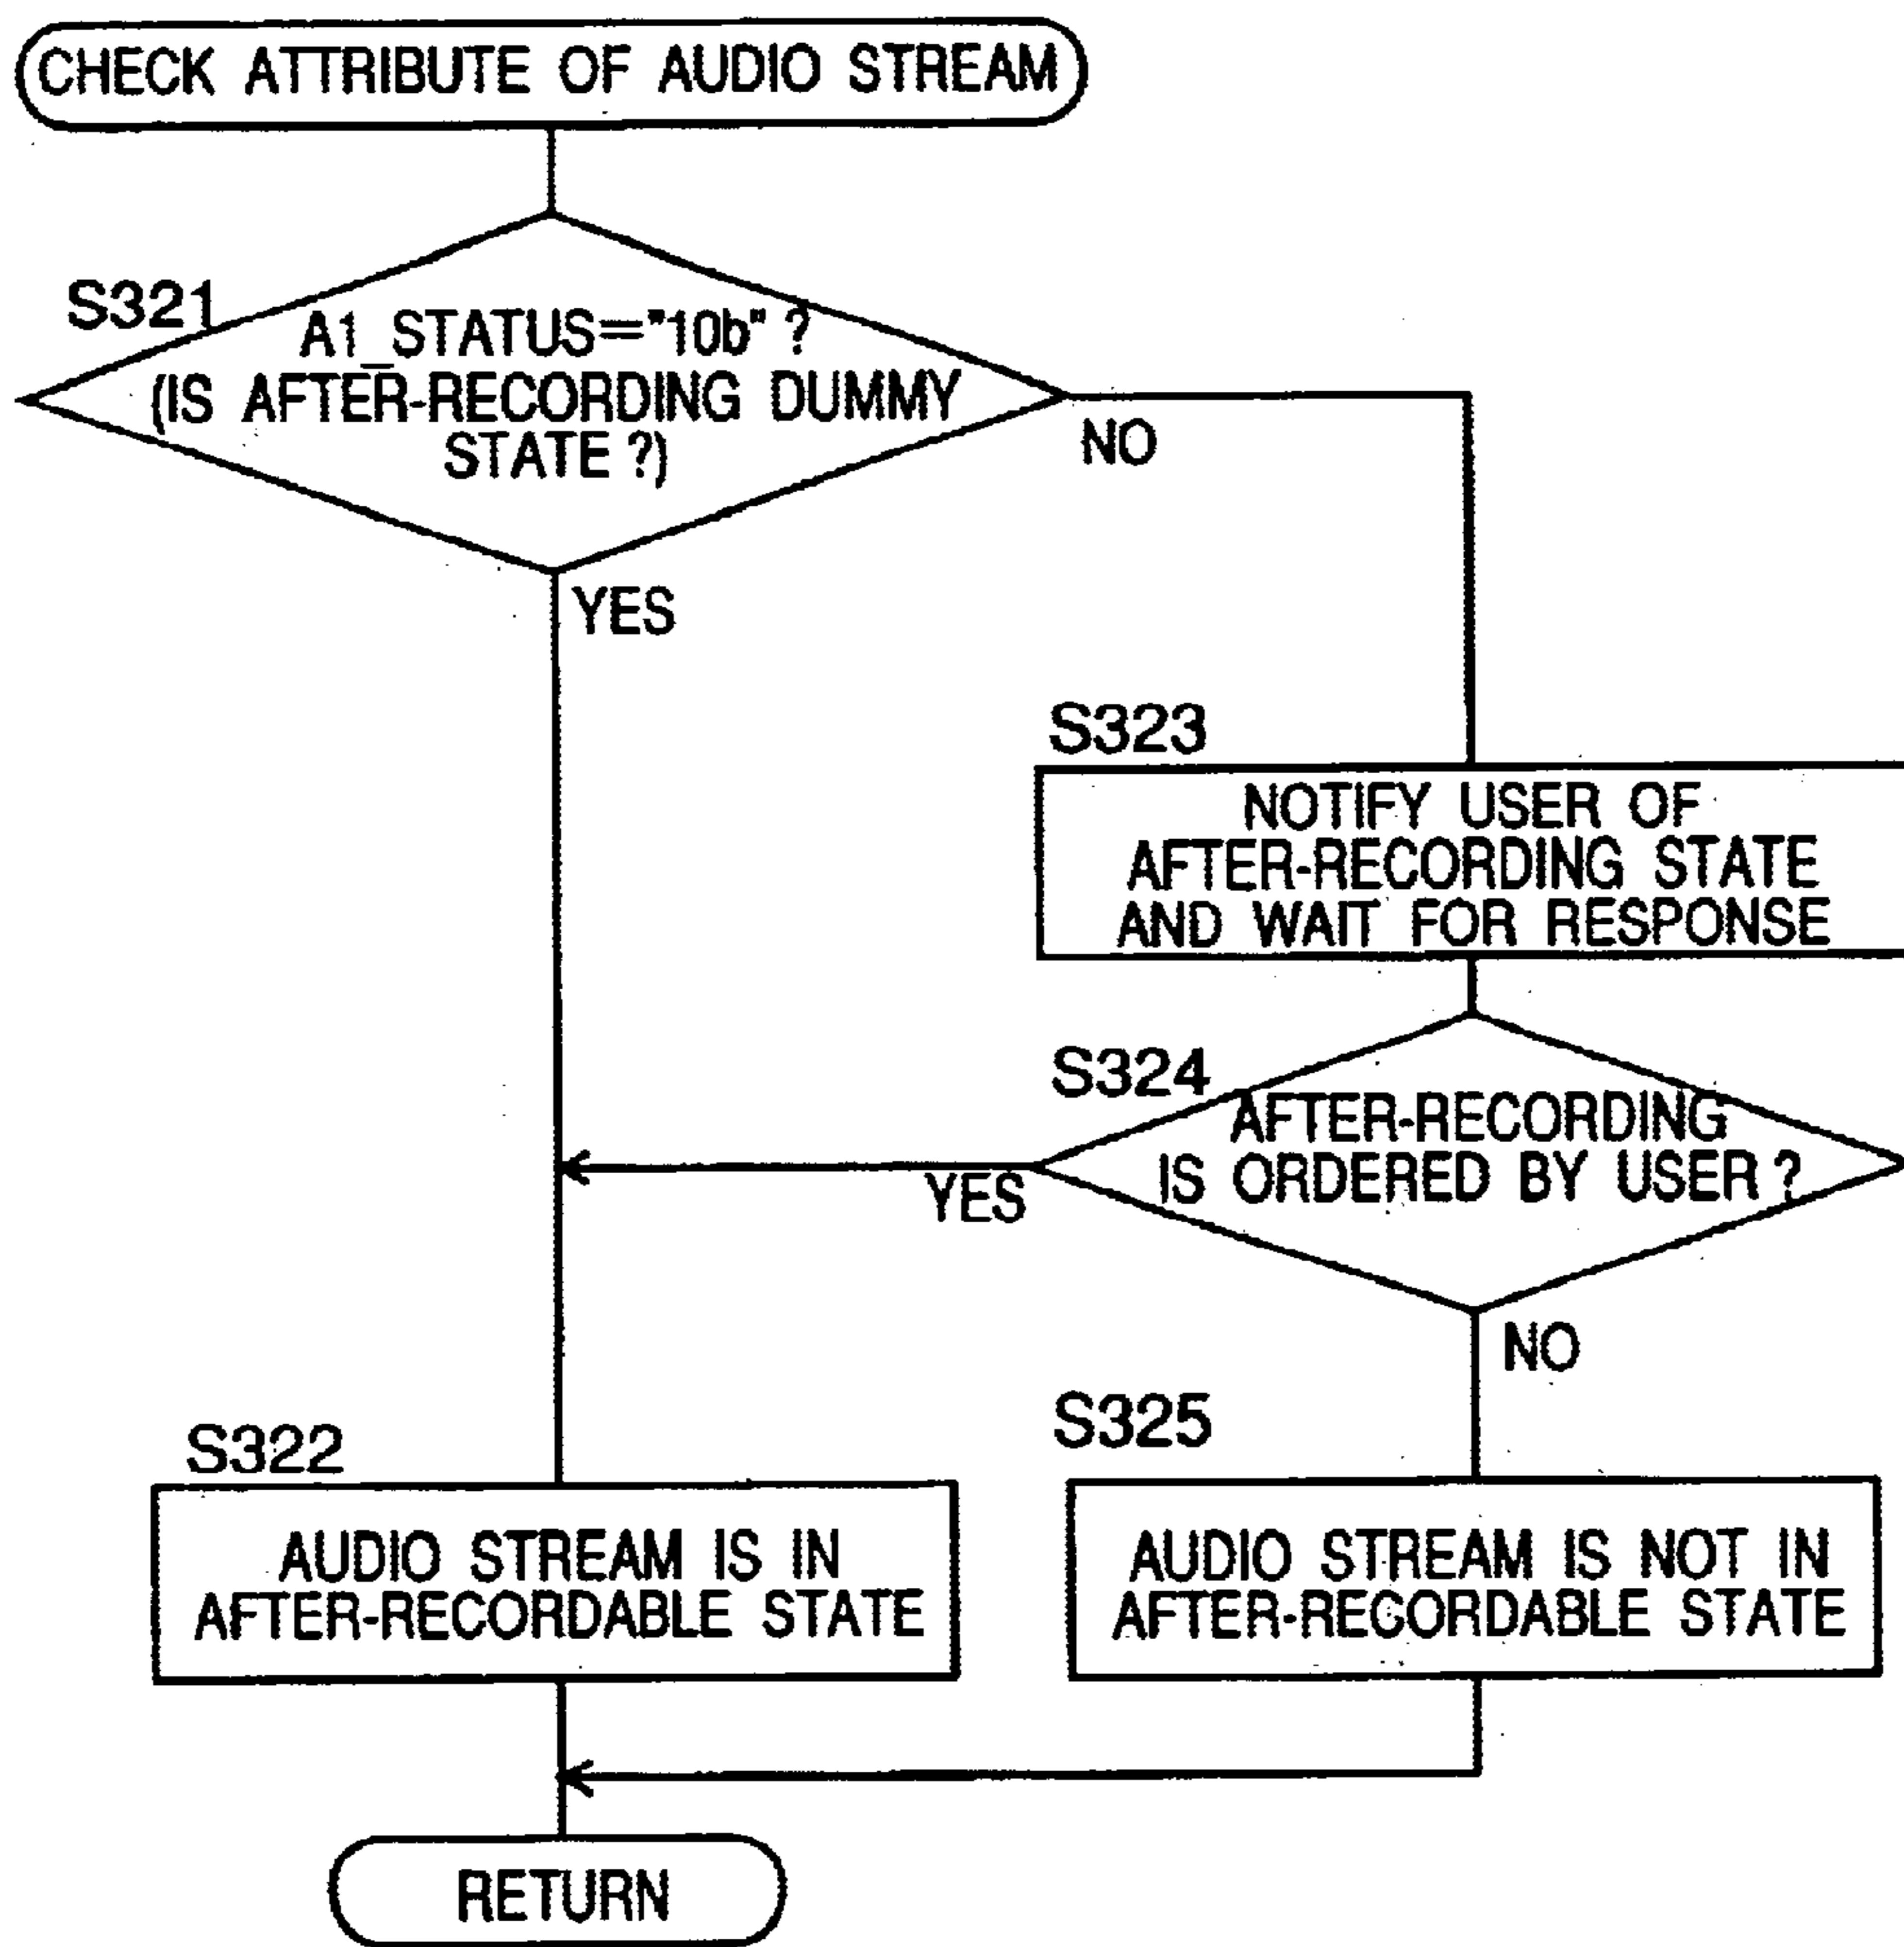 CHECK ATTRIBUTE OF AUDIO STREAM
S321
A1_STATUS="10b" ?
(IS AFTER-RECORDING DUMMY
STATE ?)
NO
YES
S323
NOTIFY USER OF
AFTER-RECORDING STATE
AND WAIT FOR RESPONSE
S324
AFTER-RECORDING
IS ORDERED BY USER ?
YES
NO
S322
AUDIO STREAM IS IN
AFTER-RECORDABLE STATE
S325
AUDIO STREAM IS NOT IN
AFTER-RECORDABLE STATE
RETURN